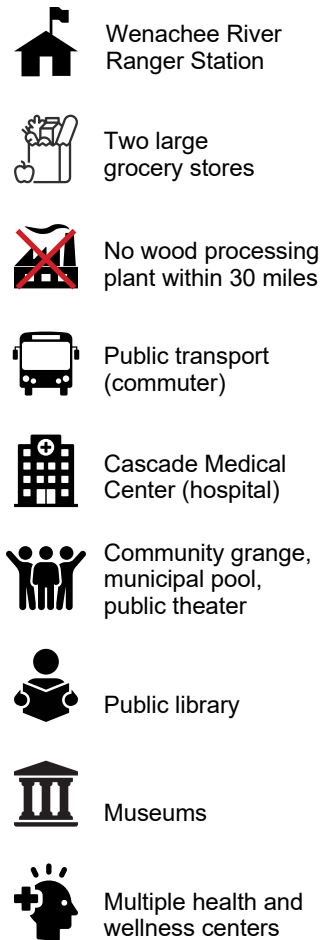 Wenachee River
Ranger Station
Two large
grocery stores
No wood processing
plant within 30 miles
Public transport
(commuter)
Cascade Medical
Center (hospital)
Community grange,
municipal pool,
public theater
Public library
Museums
Multiple health and
wellness centers